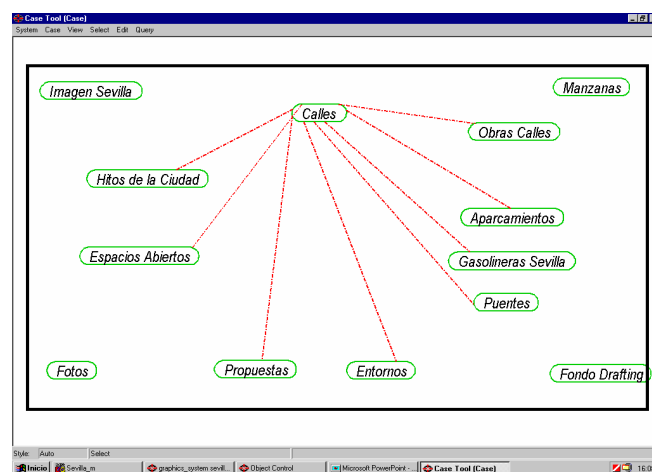 Case Tool (Case)
System Case View Select Edit Query
Imagen Sevilla
Manzanas
Calles
Obras Calles
Hitos de la Ciudad
Aparcamientos
Espacios Abiertos
Gasolineras Sevilla
Puentes
Fotos
Propuestas
Entornos
Fondo Drafting
Style: Auto Select
Inicio Sevilla_m graphics_system sevill... Object Control Microsoft PowerPoint - ... Case Tool (Case)